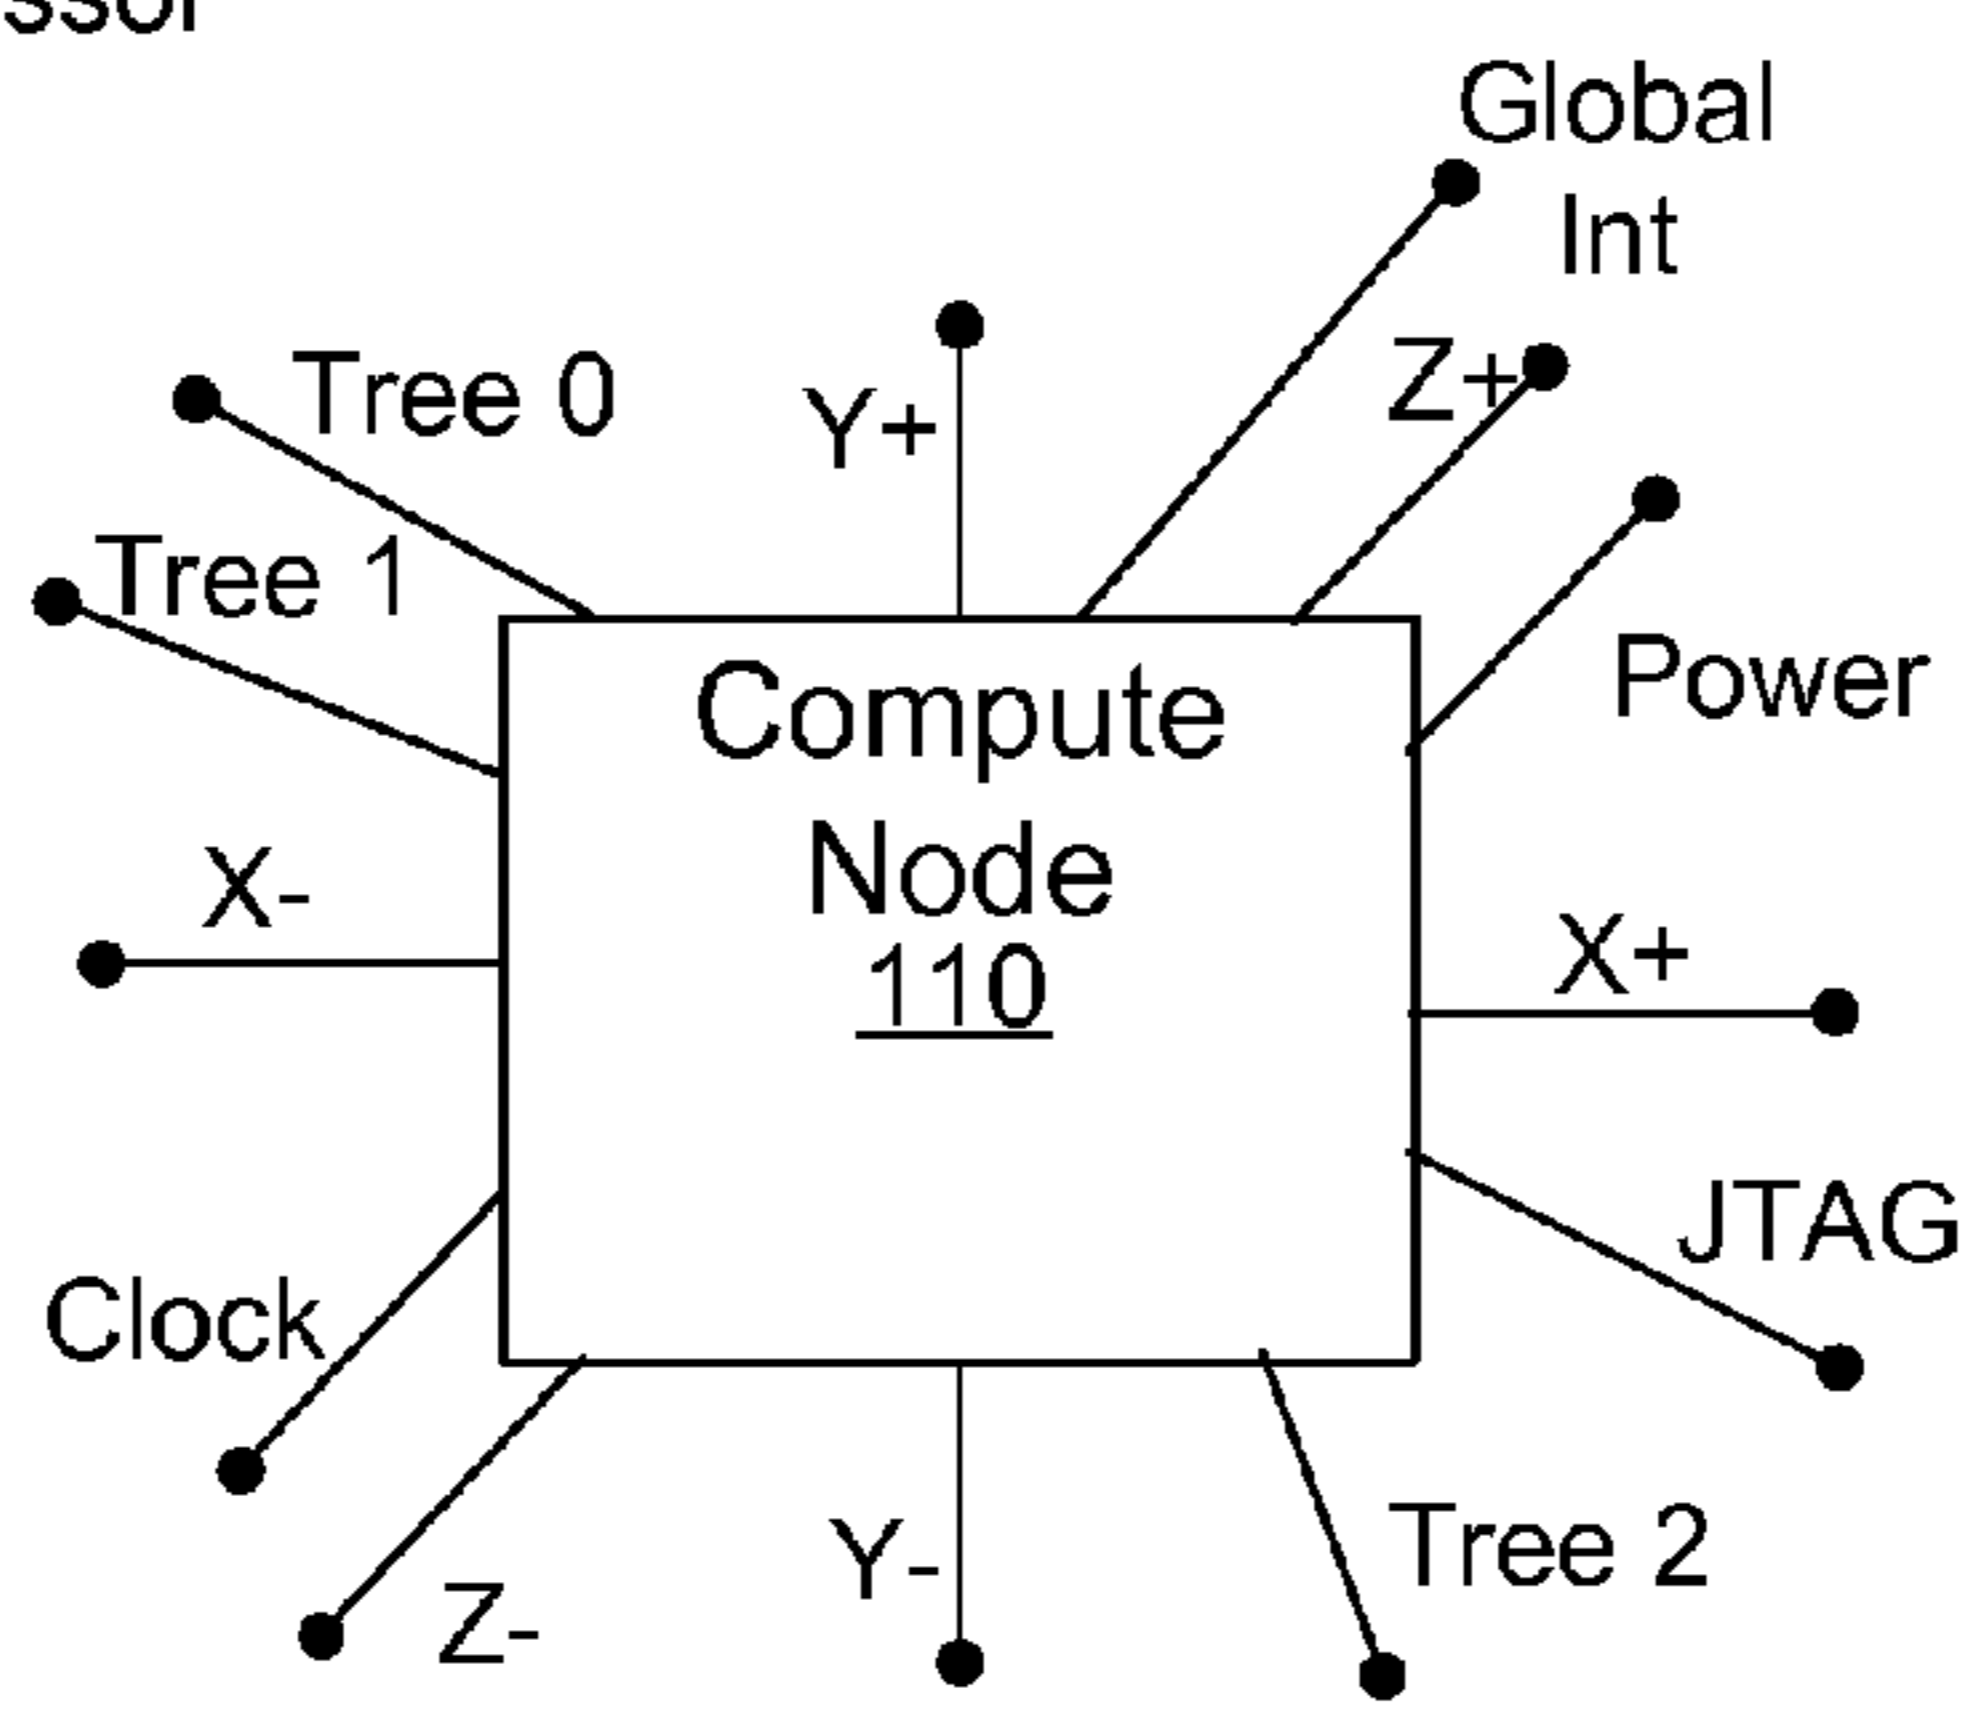 Global
Int
Z+
Tree 0
Y+
Tree 1
Power
Compute
Node
110
X-
X+
JTAG
Clock
Tree 2
Y-
Z-